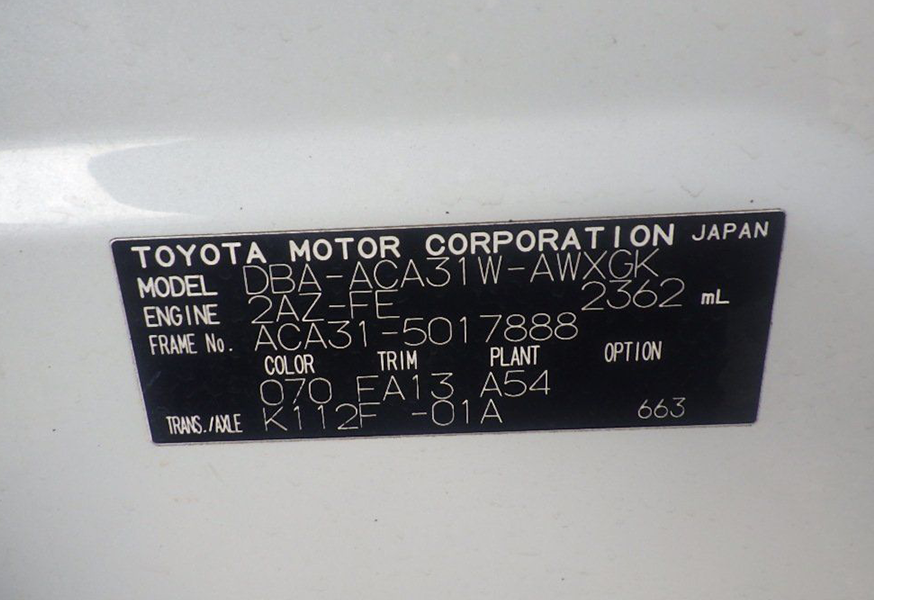 TOYOTA MOTOR CORPORATION JAPAN
MODEL DBA-ACA31W-AWXGK
ENGINE 2AZ-FE 2362 mL
FRAME No. ACA31-5017888
COLOR TRIM PLANT OPTION
070 FA13 A54
TRANS./AXLE K112F -01A 663